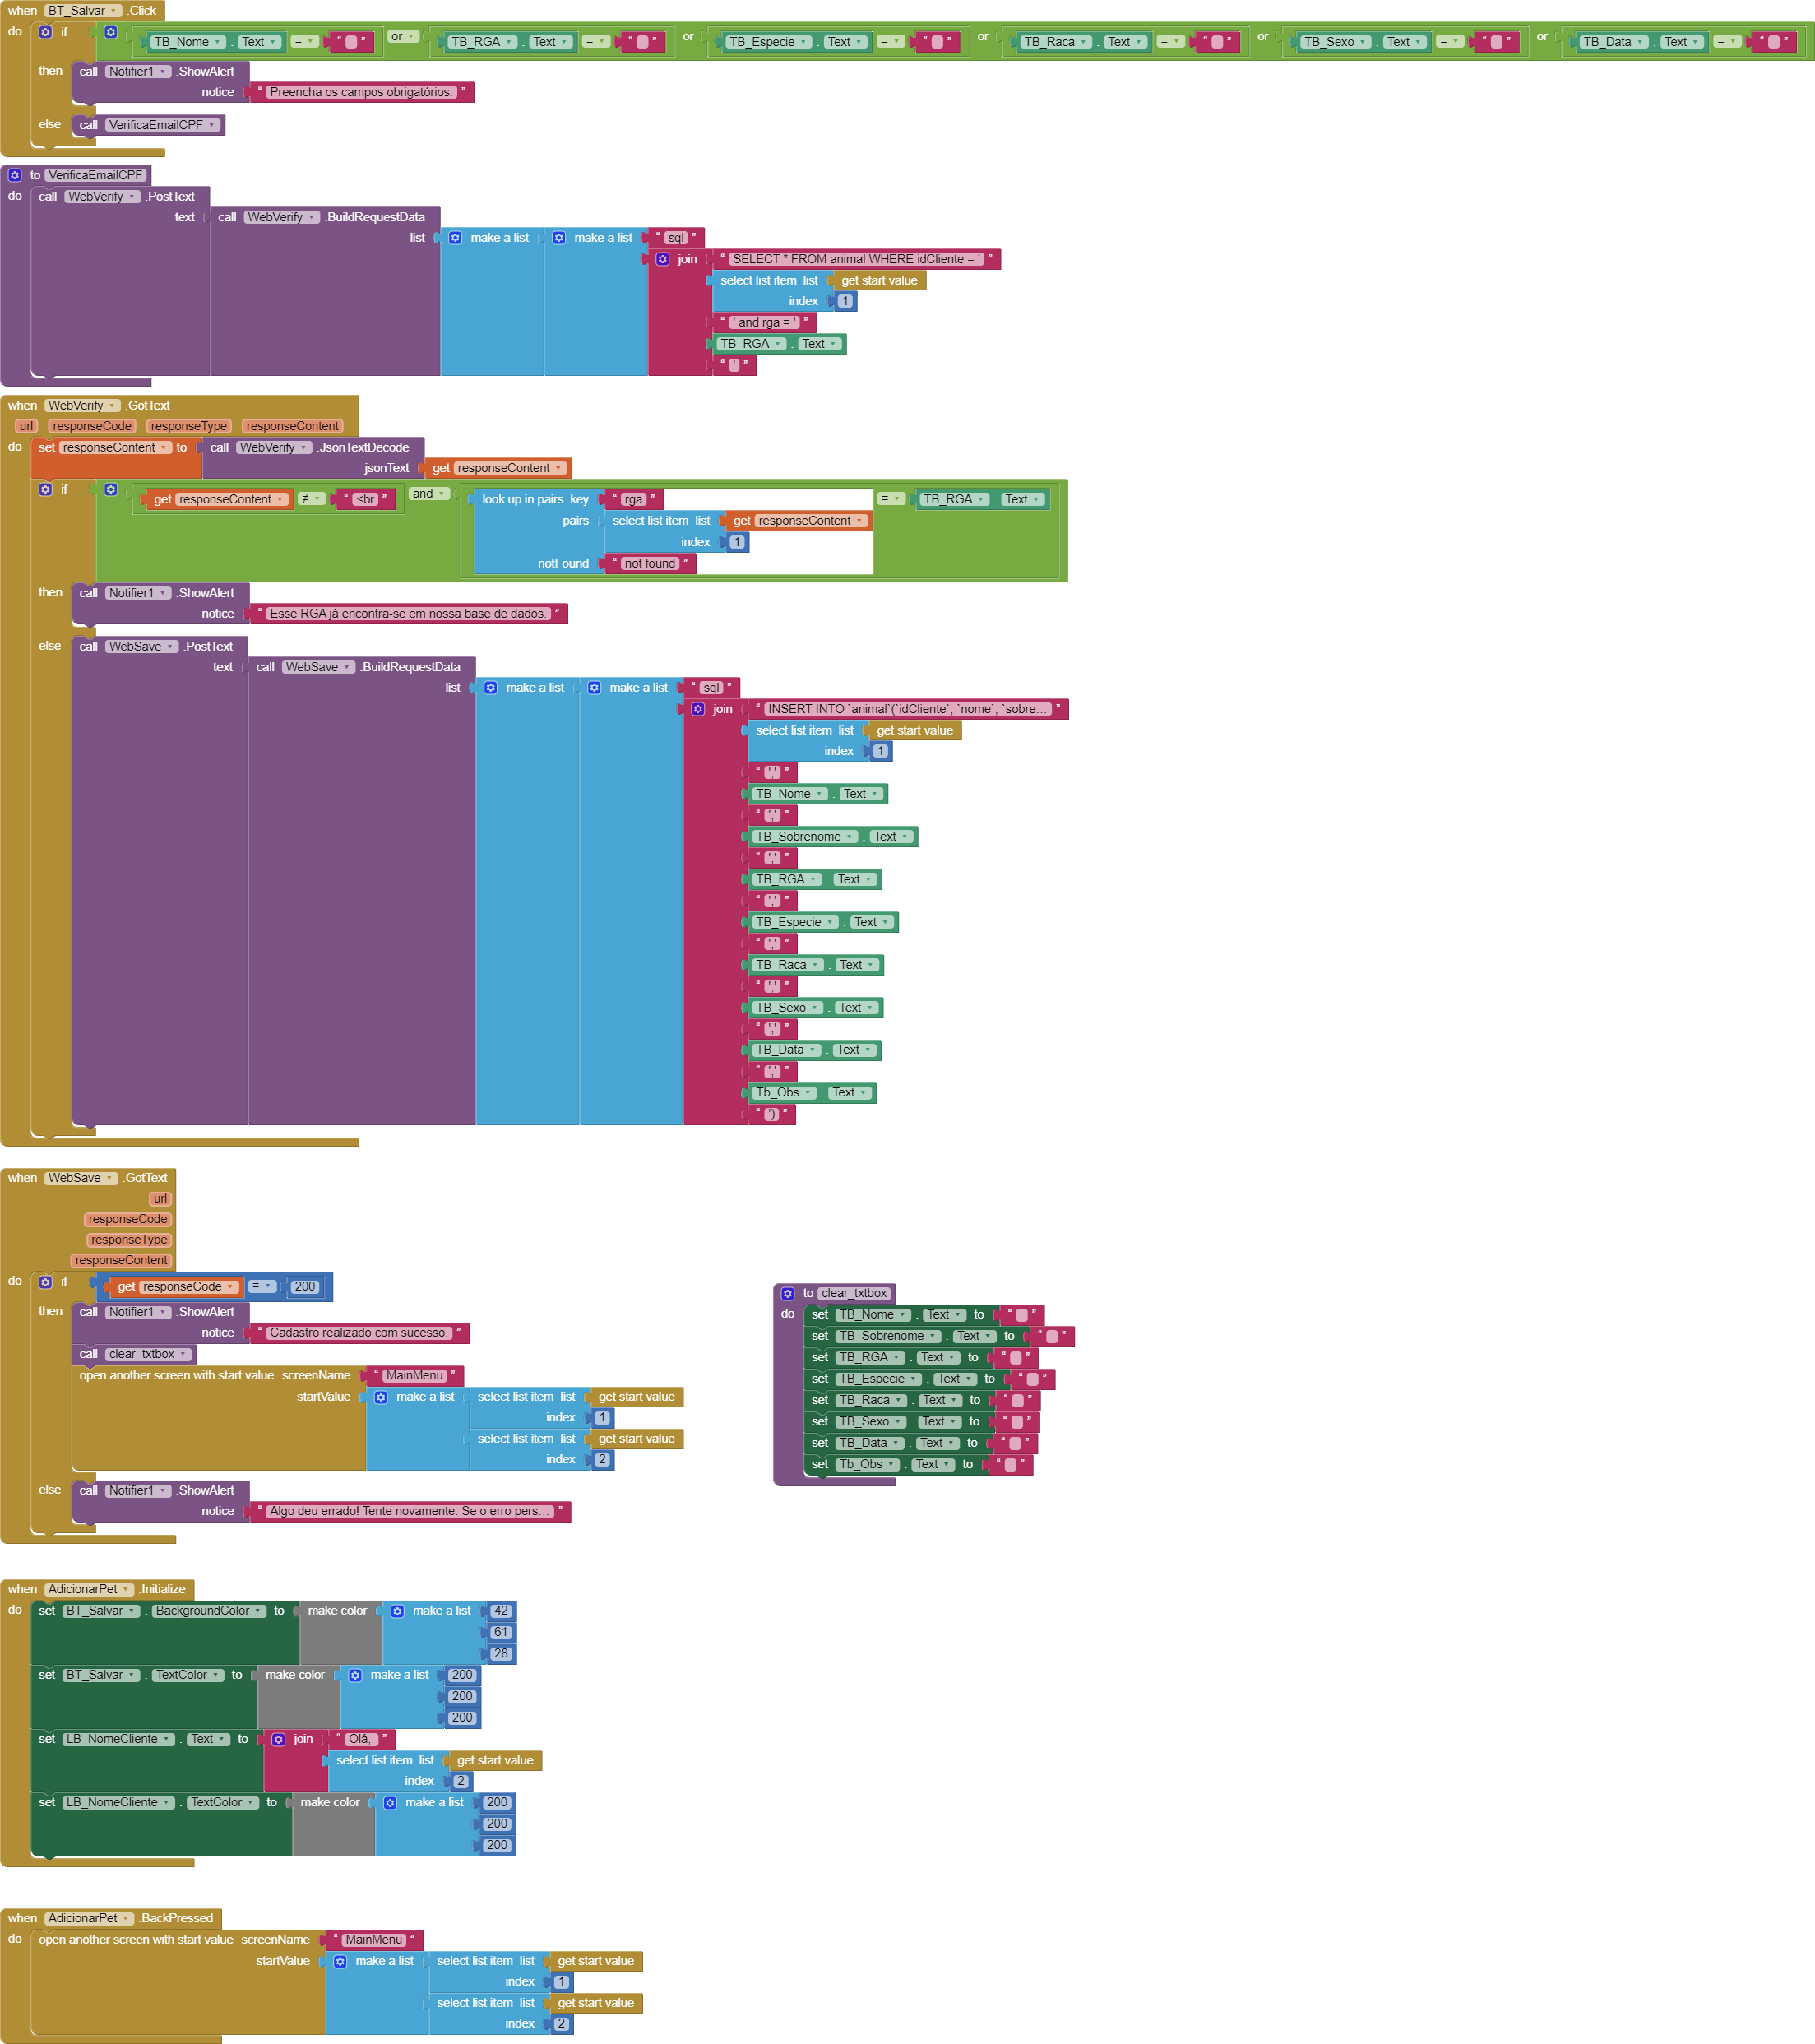 when BT_Salvar .Click
do if TB_Nome . Text = " " or TB_RGA . Text = " " or TB_Especie . Text = " " or TB_Raca . Text = " " or TB_Sexo . Text = " " or TB_Data . Text = " "
then call Notifier1 .ShowAlert
notice " Preencha os campos obrigatórios. "
else call VerificaEmailCPF
to VerificaEmailCPF
do call WebVerify .PostText
text call WebVerify .BuildRequestData
list make a list make a list " sql "
join " SELECT * FROM animal WHERE idCliente = ' "
select list item list get start value
index 1
" ' and rga = ' "
TB_RGA . Text
" ' "
when WebVerify .GotText
url responseCode responseType responseContent
do set responseContent to call WebVerify .JsonTextDecode
jsonText get responseContent
if get responseContent ≠ " <br " and look up in pairs key " rga " = TB_RGA . Text
pairs select list item list get responseContent
index 1
notFound " not found "
then call Notifier1 .ShowAlert
notice " Esse RGA já encontra-se em nossa base de dados. "
else call WebSave .PostText
text call WebSave .BuildRequestData
list make a list make a list " sql "
join " INSERT INTO `animal`(`idCliente`, `nome`, `sobre... "
select list item list get start value
index 1
" ',' "
TB_Nome . Text
" ',' "
TB_Sobrenome . Text
" ',' "
TB_RGA . Text
" ',' "
TB_Especie . Text
" ',' "
TB_Raca . Text
" ',' "
TB_Sexo . Text
" ',' "
TB_Data . Text
" ',' "
Tb_Obs . Text
" ') "
when WebSave .GotText
url
responseCode
responseType
responseContent
do if get responseCode = 200
then call Notifier1 .ShowAlert
notice " Cadastro realizado com sucesso. "
call clear_txtbox
open another screen with start value screenName " MainMenu "
startValue make a list select list item list get start value
index 1
select list item list get start value
index 2
else call Notifier1 .ShowAlert
notice " Algo deu errado! Tente novamente. Se o erro pers... "
to clear_txtbox
do set TB_Nome . Text to " "
set TB_Sobrenome . Text to " "
set TB_RGA . Text to " "
set TB_Especie . Text to " "
set TB_Raca . Text to " "
set TB_Sexo . Text to " "
set TB_Data . Text to " "
set Tb_Obs . Text to " "
when AdicionarPet .Initialize
do set BT_Salvar . BackgroundColor to make color make a list 42
61
28
set BT_Salvar . TextColor to make color make a list 200
200
200
set LB_NomeCliente . Text to join " Olá, "
select list item list get start value
index 2
set LB_NomeCliente . TextColor to make color make a list 200
200
200
when AdicionarPet .BackPressed
do open another screen with start value screenName " MainMenu "
startValue make a list select list item list get start value
index 1
select list item list get start value
index 2